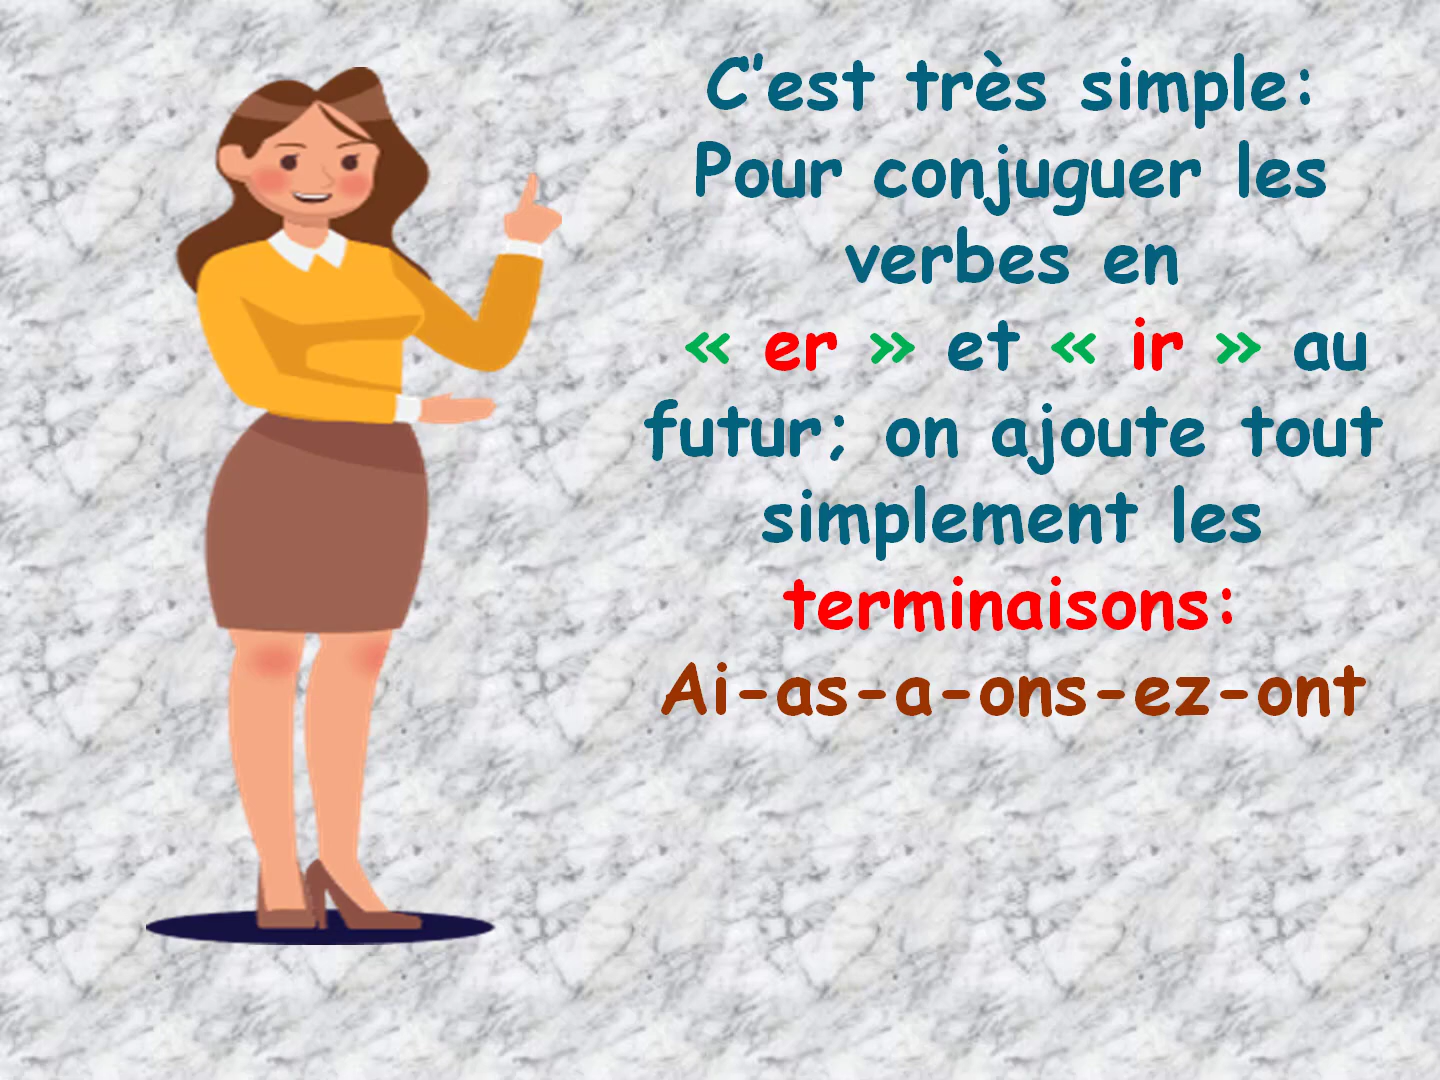 C'est très simple:
Pour conjuguer les
verbes en
« er » et « ir » au
futur; on ajoute tout
simplement les
terminaisons:
Ai-as-a-ons-ez-ont